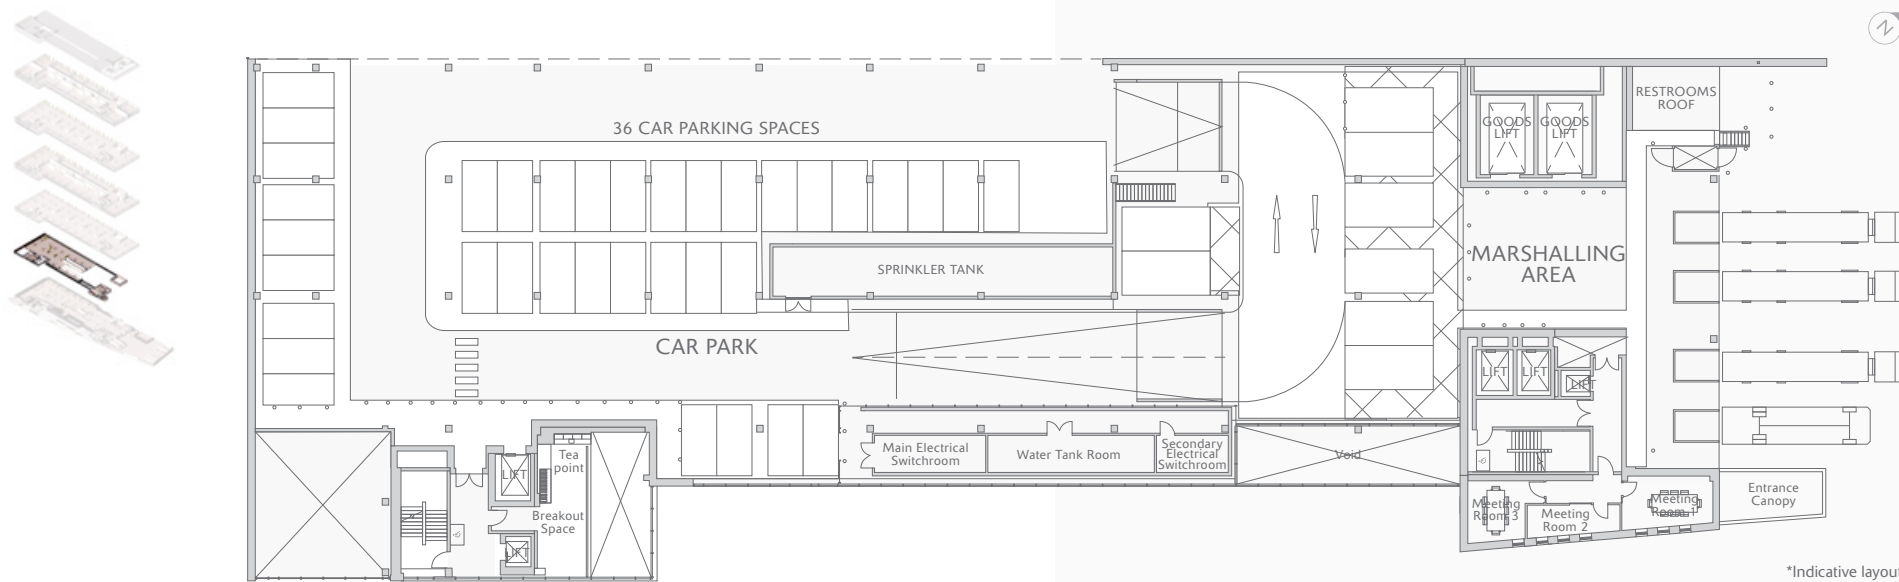 N
36 CAR PARKING SPACES
RESTROOMS
ROOF
GOODS
LIFT
GOODS
LIFT
SPRINKLER TANK
MARSHALLING
AREA
CAR PARK
LIFT
LIFT
LIFT
Main Electrical
Switchroom
Water Tank Room
Secondary
Electrical
Switchroom
Void
Tea
point
LIFT
Breakout
Space
LIFT
Meeting
Room 3
Meeting
Room 2
Meeting
Room 1
Entrance
Canopy
*Indicative layout